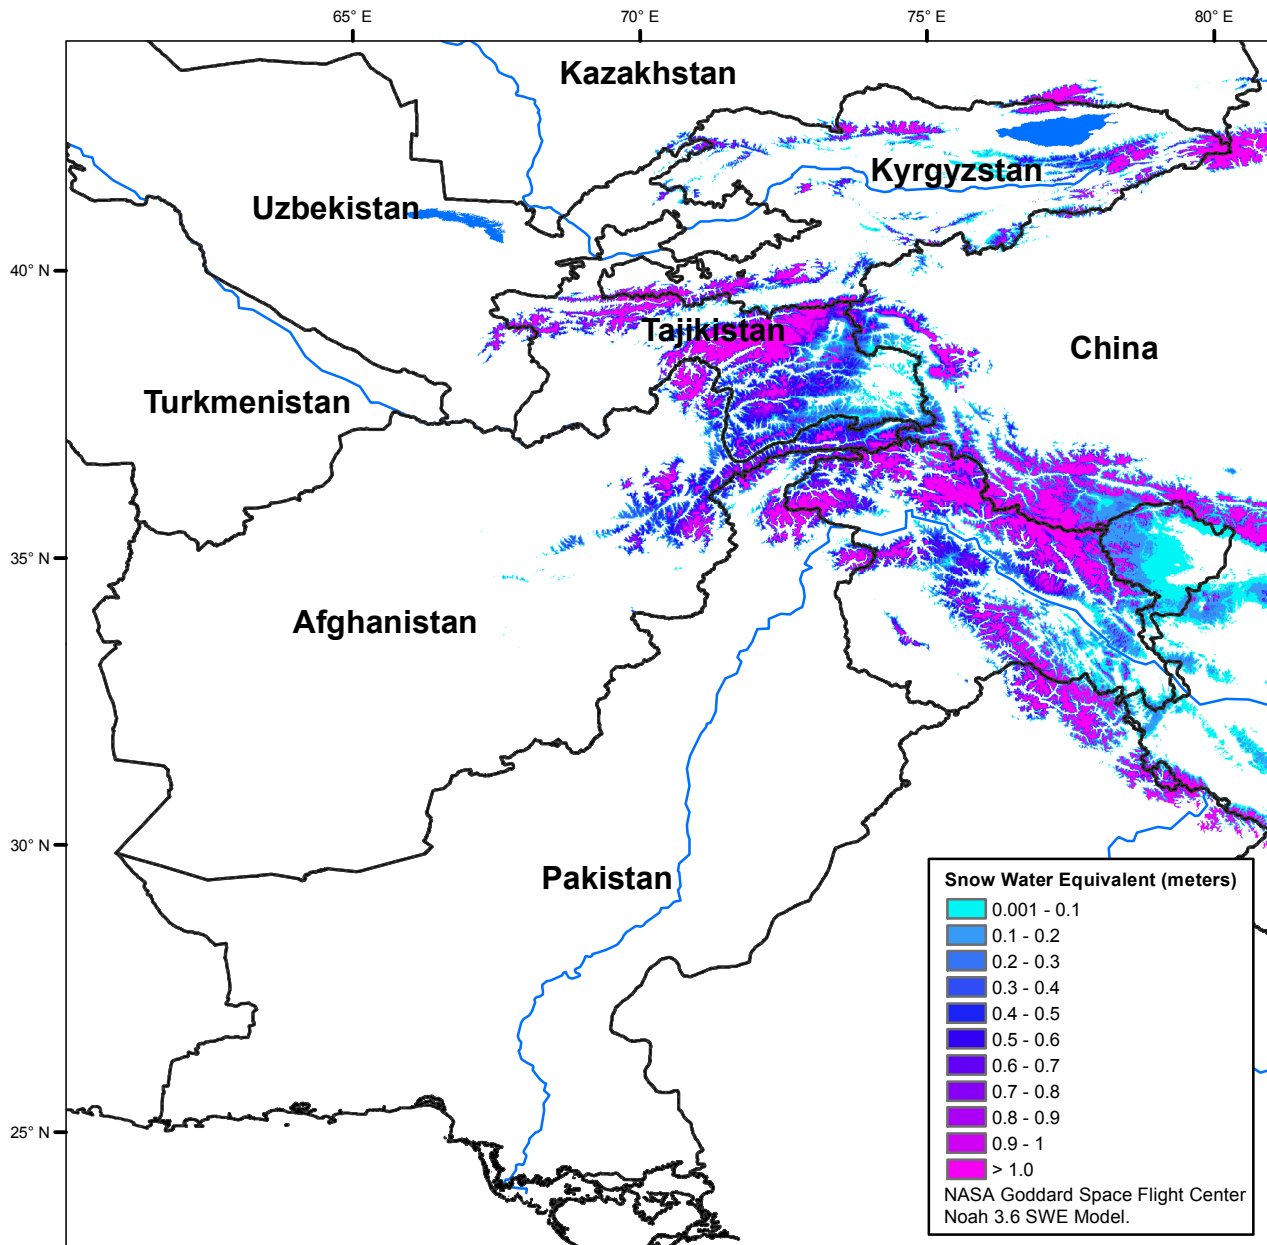 65° E
70° E
75° E
80° E
Kazakhstan
Kyrgyzstan
Uzbekistan
40° N
Tajikistan
China
Turkmenistan
35° N
Afghanistan
30° N
Pakistan
Snow Water Equivalent (meters)
0.001 - 0.1
0.1 - 0.2
0.2 - 0.3
0.3 - 0.4
0.4 - 0.5
0.5 - 0.6
0.6 - 0.7
0.7 - 0.8
0.8 - 0.9
0.9 - 1
> 1.0
NASA Goddard Space Flight Center
Noah 3.6 SWE Model.
25° N